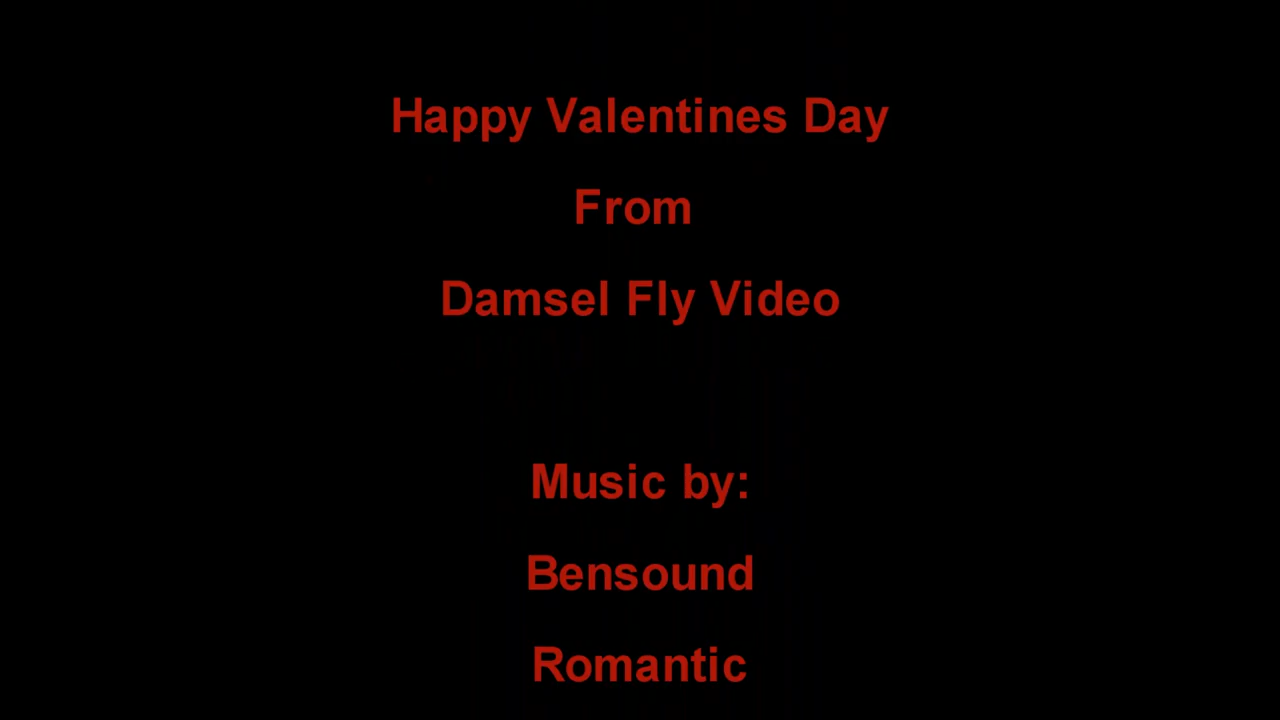 Happy Valentines Day
From
Damsel Fly Video
Music by:
Bensound
Romantic